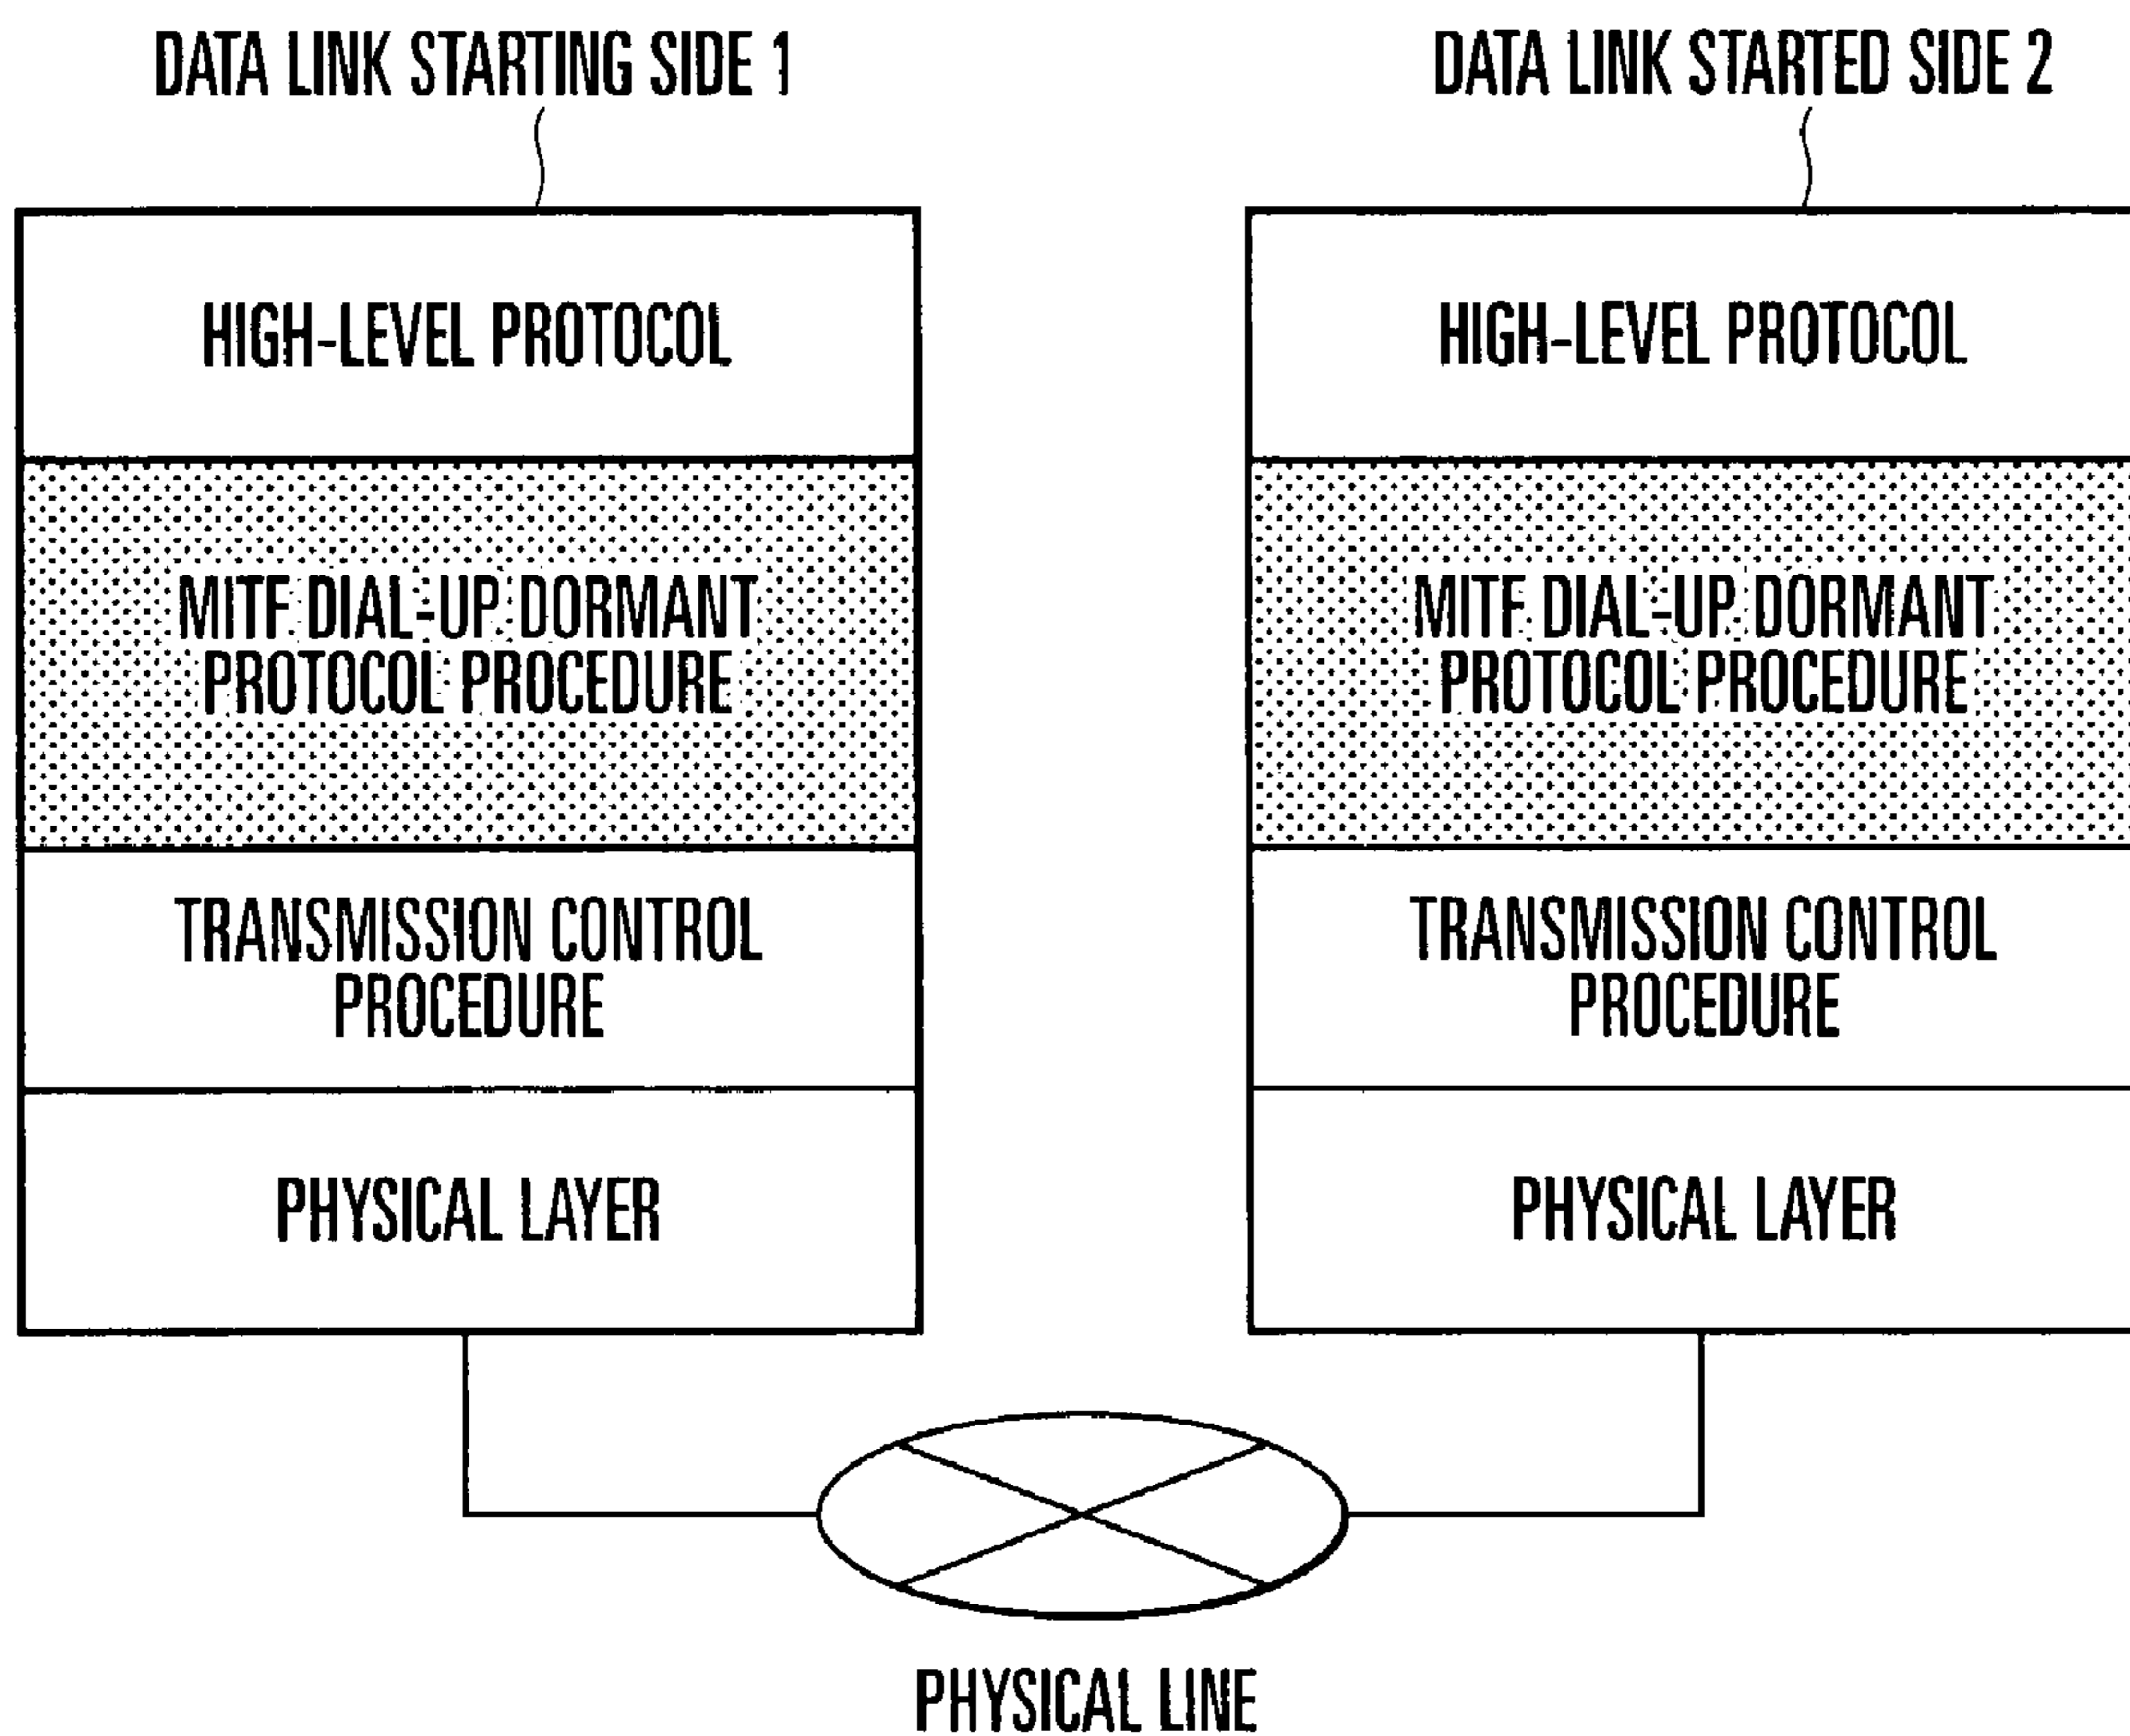 DATA LINK STARTING SIDE 1
HIGH-LEVEL PROTOCOL
MITF DIAL-UP DORMANT
PROTOCOL PROCEDURE
TRANSMISSION CONTROL
PROCEDURE
PHYSICAL LAYER
DATA LINK STARTED SIDE 2
HIGH-LEVEL PROTOCOL
MITF DIAL-UP DORMANT
PROTOCOL PROCEDURE
TRANSMISSION CONTROL
PROCEDURE
PHYSICAL LAYER
PHYSICAL LINE